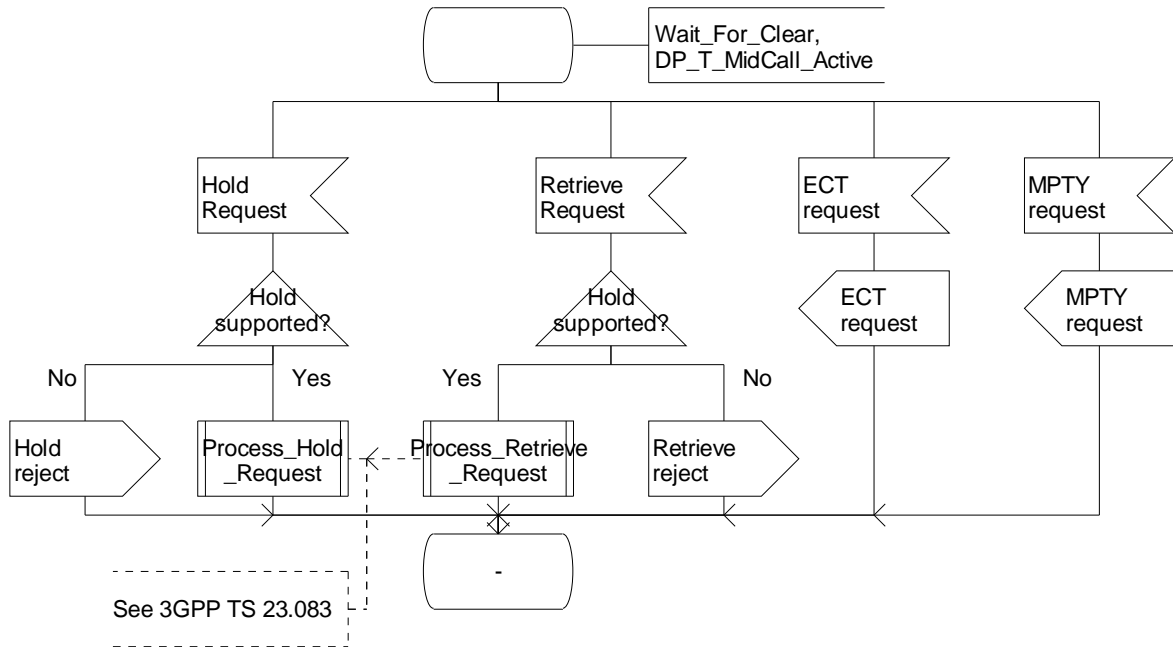 Wait_For_Clear,
DP_T_MidCall_Active
Hold
Request
Retrieve
Request
ECT
request
MPTY
request
Hold
supported?
Hold
supported?
ECT
request
MPTY
request
No
Yes
Yes
No
Hold
reject
Process_Hold
_Request
Process_Retrieve
_Request
Retrieve
reject
-
See 3GPP TS 23.083